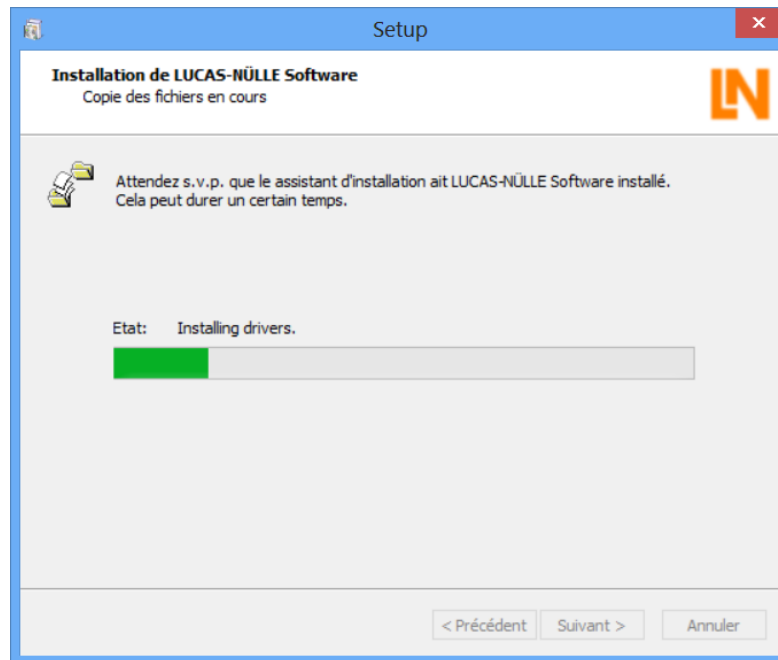 Setup
Installation de LUCAS-NÜLLE Software
Copie des fichiers en cours
LN
Attendez s.v.p. que le assistant d'installation ait LUCAS-NÜLLE Software installé.
Cela peut durer un certain temps.
Etat: Installing drivers.
< Précédent Suivant > Annuler